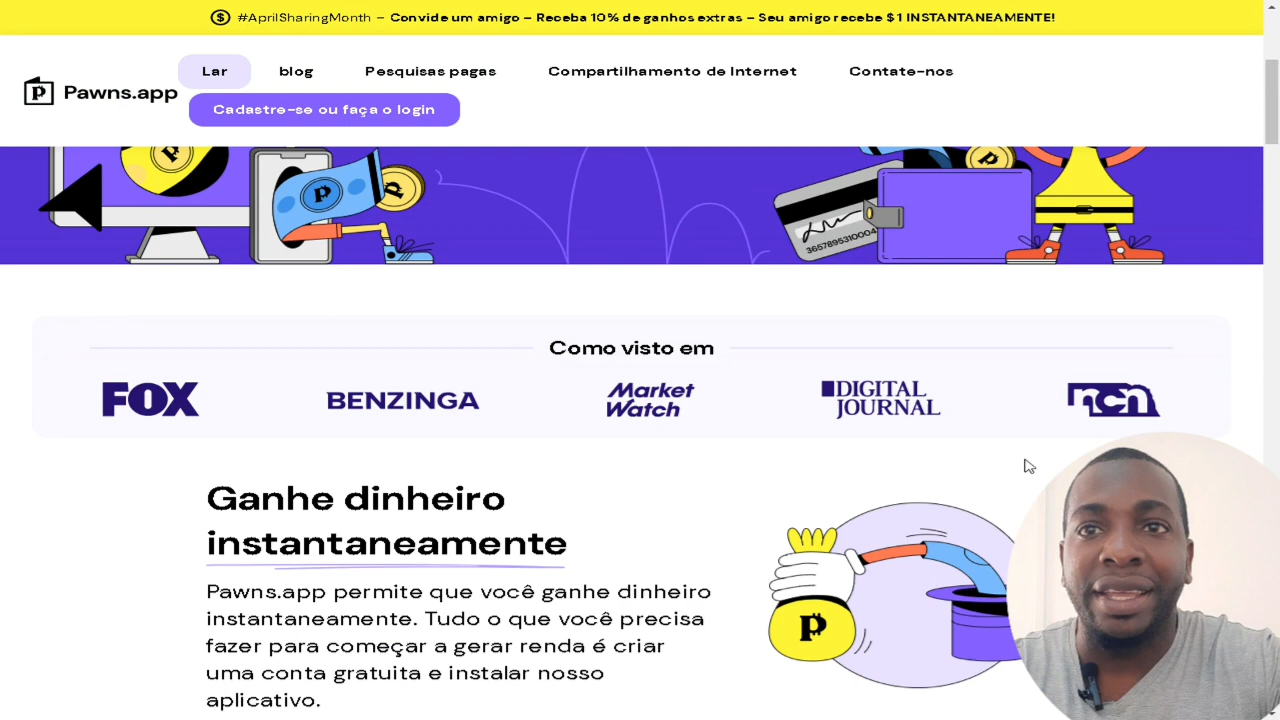 #AprilSharingMonth – Convide um amigo – Receba 10% de ganhos extras – Seu amigo recebe $1 INSTANTANEAMENTE!
Lar blog Pesquisas pagas Compartilhamento de Internet Contate-nos
Pawns.app
Cadastre-se ou faça o login
3657895310004
Como visto em
FOX BENZINGA Market Watch DIGITAL JOURNAL ncn
Ganhe dinheiro
instantaneamente
Pawns.app permite que você ganhe dinheiro
instantaneamente. Tudo o que você precisa
fazer para começar a gerar renda é criar
uma conta gratuita e instalar nosso
aplicativo.